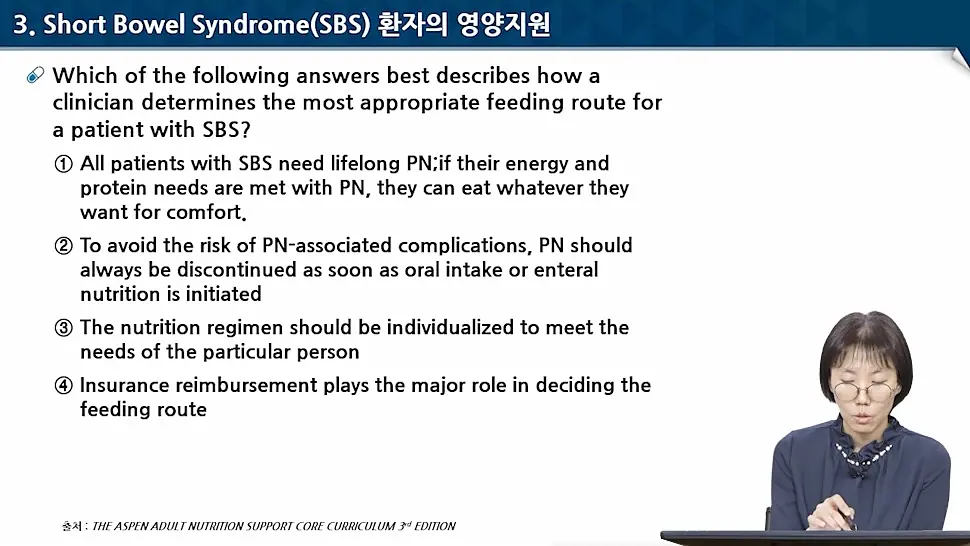 3. Short Bowel Syndrome(SBS) 환자의 영양지원
Which of the following answers best describes how a
clinician determines the most appropriate feeding route for
a patient with SBS?
① All patients with SBS need lifelong PN;if their energy and
protein needs are met with PN, they can eat whatever they
want for comfort.
② To avoid the risk of PN-associated complications, PN should
always be discontinued as soon as oral intake or enteral
nutrition is initiated
③ The nutrition regimen should be individualized to meet the
needs of the particular person
④ Insurance reimbursement plays the major role in deciding the
feeding route
출처 : THE ASPEN ADULT NUTRITION SUPPORT CORE CURRICULUM 3rd EDITION